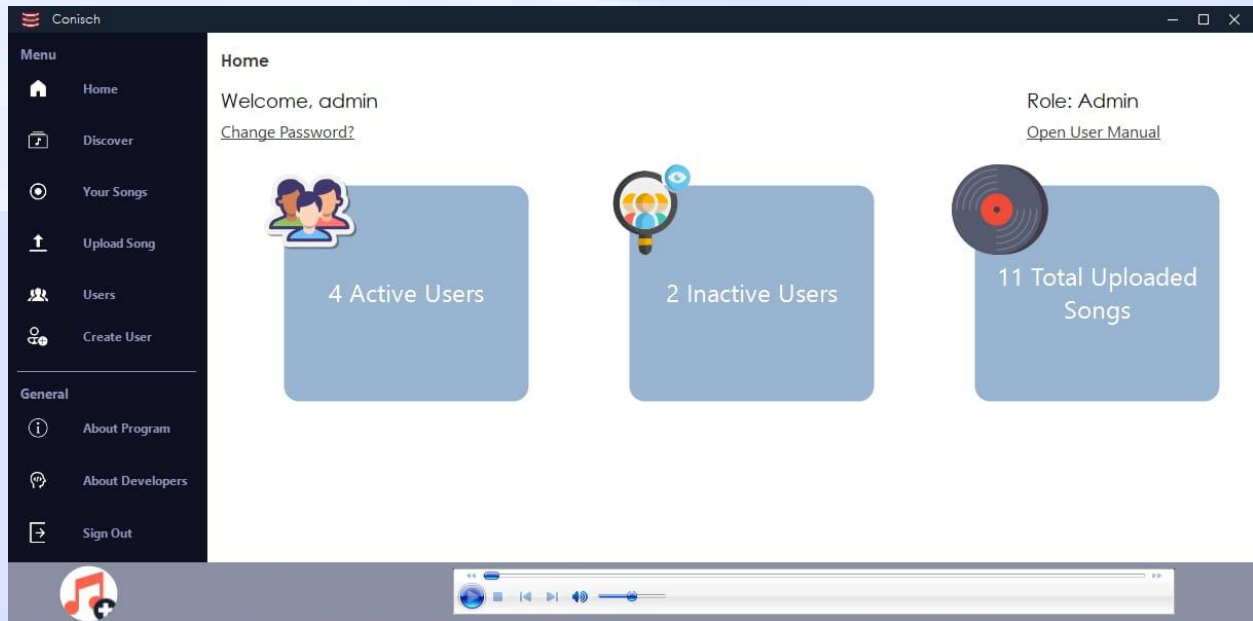 Conisch
Menu
Home
Discover
Your Songs
Upload Song
Users
Create User
General
About Program
About Developers
Sign Out
Home
Welcome, admin
Change Password?
Role: Admin
Open User Manual
4 Active Users
2 Inactive Users
11 Total Uploaded
Songs